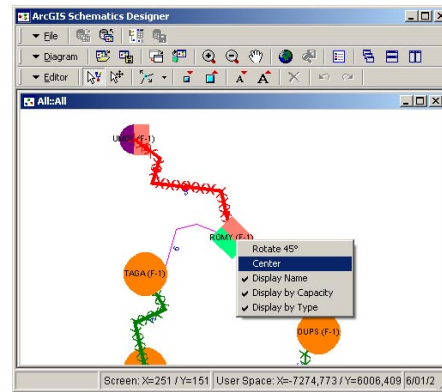 ArcGIS Schematics Designer
File
Diagram
Editor
A A
All::All
(F-1)
ROMY (F-1)
6
Rotate 45°
Center
Display Name
Display by Capacity
Display by Type
TAGA (F-1)
DUPS (F-1)
Screen: X=251 / Y=151 User Space: X=-7274,773 / Y=6006,409 6/01/2